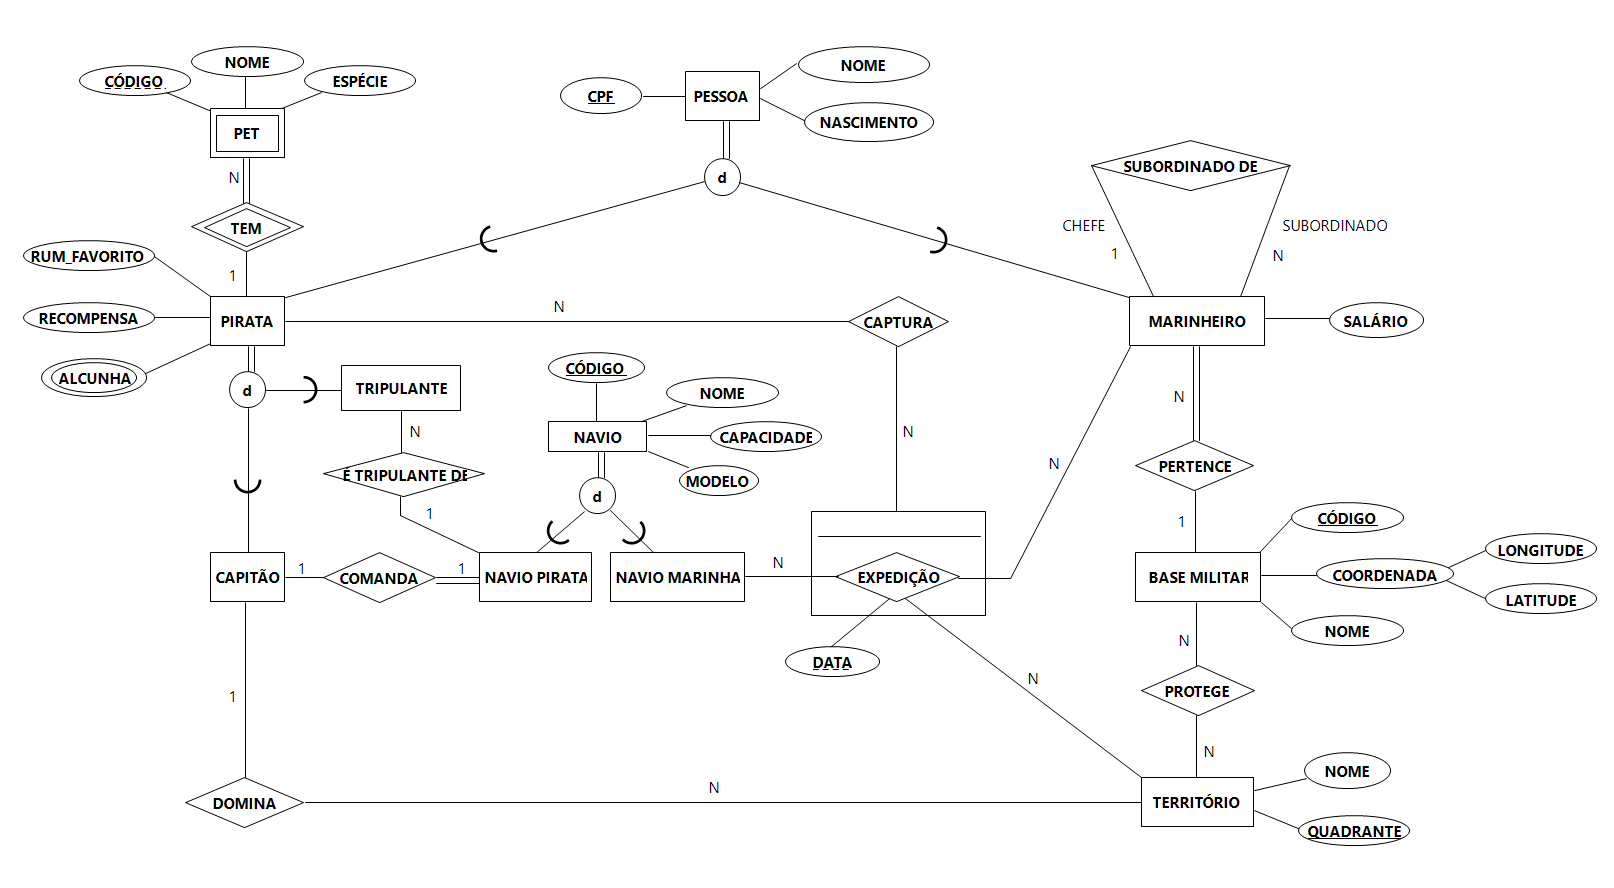 NOME
CÓDIGO
ESPÉCIE
PET
N
TEM
1
RUM_FAVORITO
RECOMPENSA
ALCUNHA
PIRATA
d
CPF
PESSOA
NOME
NASCIMENTO
d
SUBORDINADO DE
CHEFE
SUBORDINADO
1
N
MARINHEIRO
SALÁRIO
N
CAPTURA
N
TRIPULANTE
N
É TRIPULANTE DE
1
CÓDIGO
NOME
NAVIO
CAPACIDADE
MODELO
d
N
N
PERTENCE
1
CAPITÃO
1
COMANDA
1
NAVIO PIRATA
NAVIO MARINHA
N
EXPEDIÇÃO
DATA
CÓDIGO
BASE MILITAR
COORDENADA
LONGITUDE
LATITUDE
NOME
N
N
PROTEGE
N
1
DOMINA
N
TERRITÓRIO
NOME
QUADRANTE